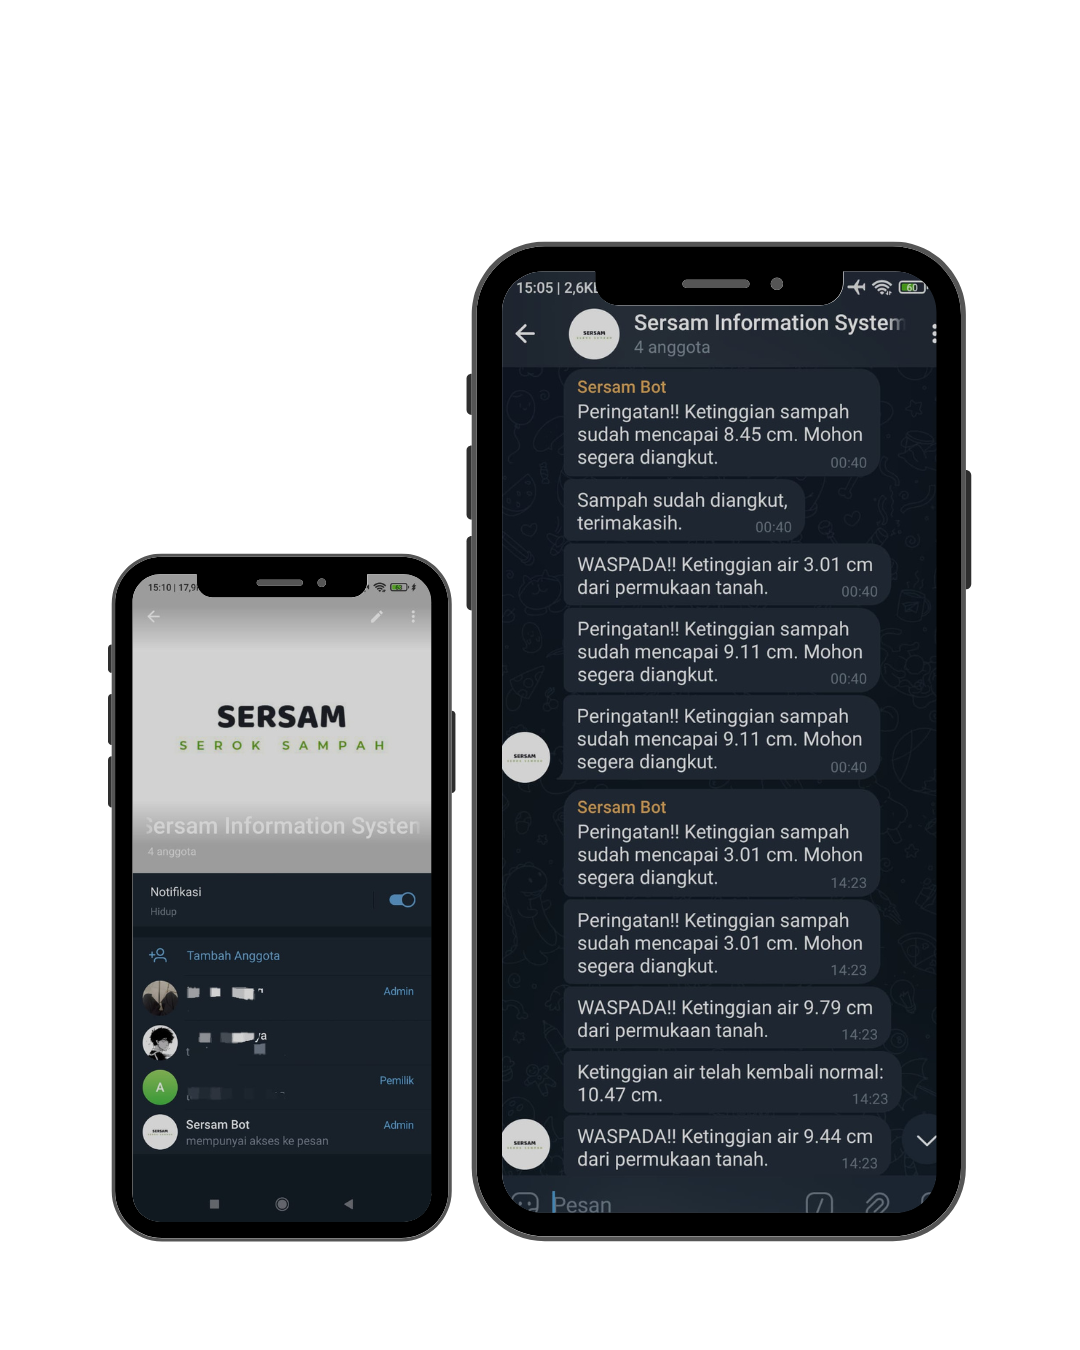 15:10 | 17,9
60
SERSAM
SEROK SAMPAH
Sersam Information System
4 anggota
Notifikasi
Hidup
Tambah Anggota
Admin
ya
t
Pemilik
A
Sersam Bot
Admin
mempunyai akses ke pesan
15:05 | 2,6K
60
SERSAM
Sersam Information System
4 anggota
Sersam Bot
Peringatan!! Ketinggian sampah
sudah mencapai 8.45 cm. Mohon
segera diangkut.
00:40
Sampah sudah diangkut,
terimakasih.
00:40
WASPADA!! Ketinggian air 3.01 cm
dari permukaan tanah.
00:40
Peringatan!! Ketinggian sampah
sudah mencapai 9.11 cm. Mohon
segera diangkut.
00:40
Peringatan!! Ketinggian sampah
sudah mencapai 9.11 cm. Mohon
segera diangkut.
00:40
SERSAM
Sersam Bot
Peringatan!! Ketinggian sampah
sudah mencapai 3.01 cm. Mohon
segera diangkut.
14:23
Peringatan!! Ketinggian sampah
sudah mencapai 3.01 cm. Mohon
segera diangkut.
14:23
WASPADA!! Ketinggian air 9.79 cm
dari permukaan tanah.
14:23
Ketinggian air telah kembali normal:
10.47 cm.
14:23
WASPADA!! Ketinggian air 9.44 cm
dari permukaan tanah.
14:23
SERSAM
Pesan